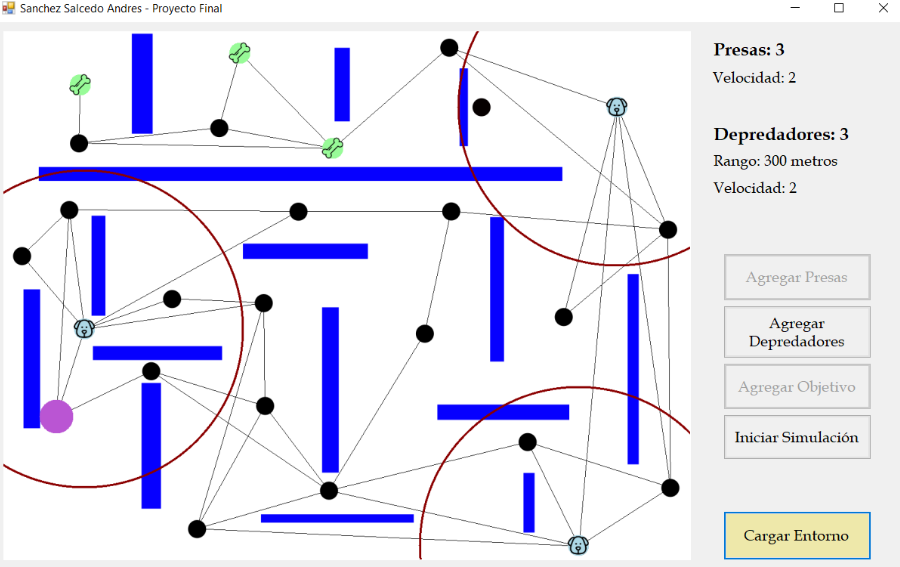 Sanchez Salcedo Andres - Proyecto Final
Presas: 3
Velocidad: 2
Depredadores: 3
Rango: 300 metros
Velocidad: 2
Agregar Presas
Agregar
Depredadores
Agregar Objetivo
Iniciar Simulación
Cargar Entorno